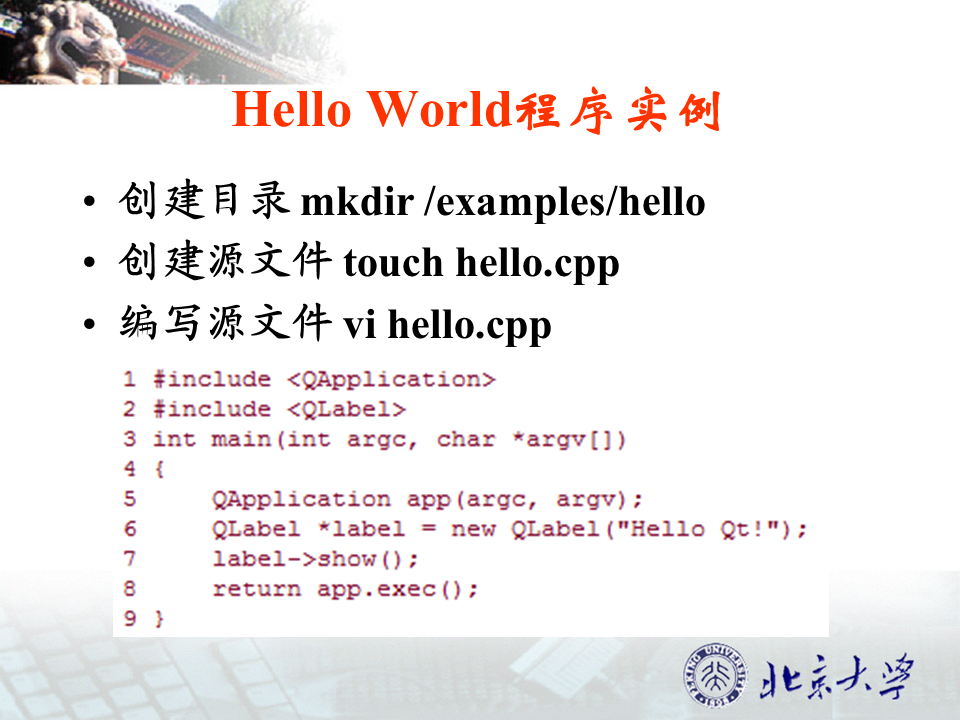 Hello World程序实例
• 创建目录 mkdir /examples/hello
• 创建源文件 touch hello.cpp
• 编写源文件 vi hello.cpp
1 #include <QApplication>
2 #include <QLabel>
3 int main(int argc, char *argv[])
4 {
5     QApplication app(argc, argv);
6     QLabel *label = new QLabel("Hello Qt!");
7     label->show();
8     return app.exec();
9 }
PEKING UNIVERSITY
1898
北京大学